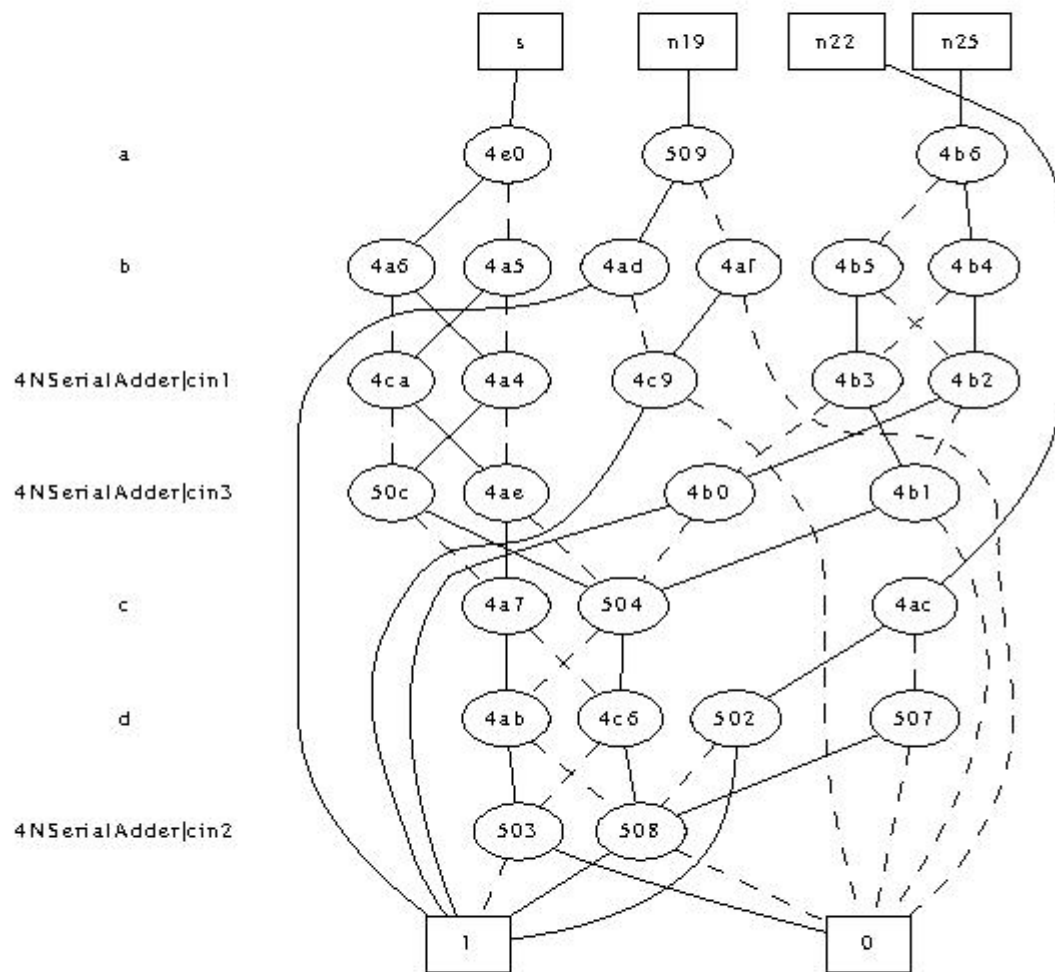 s n19 n22 n25
a 4e0 509 4b6
b 4a6 4a5 4ad 4af 4b5 4b4
4NSerialAdder|cin1 4ca 4a4 4c9 4b3 4b2
4NSerialAdder|cin3 50c 4ae 4b0 4b1
c 4a7 504 4ac
d 4ab 4c6 502 507
4NSerialAdder|cin2 503 508
1 0